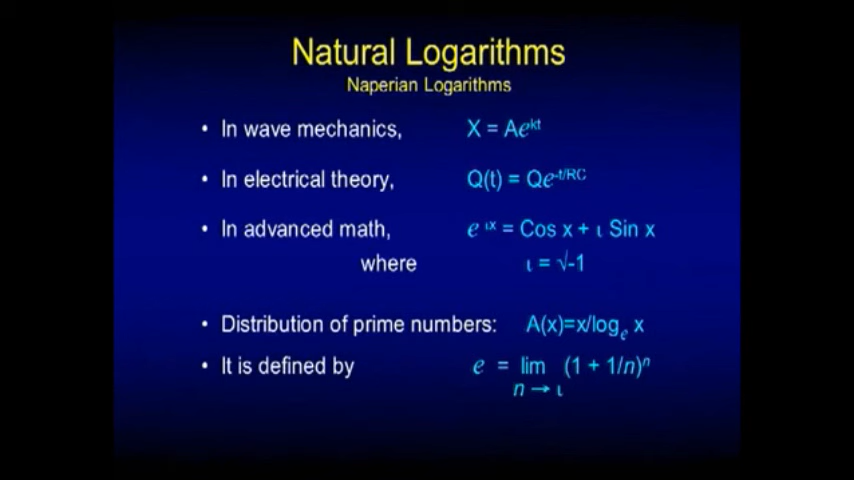 Natural Logarithms
Naperian Logarithms
• In wave mechanics, X = Ae^kt
• In electrical theory, Q(t) = Qe^-t/RC
• In advanced math, e^ιx = Cos x + ι Sin x
where ι = √-1
• Distribution of prime numbers: A(x)=x/log_e x
• It is defined by e = lim (1 + 1/n)^n
n → ι